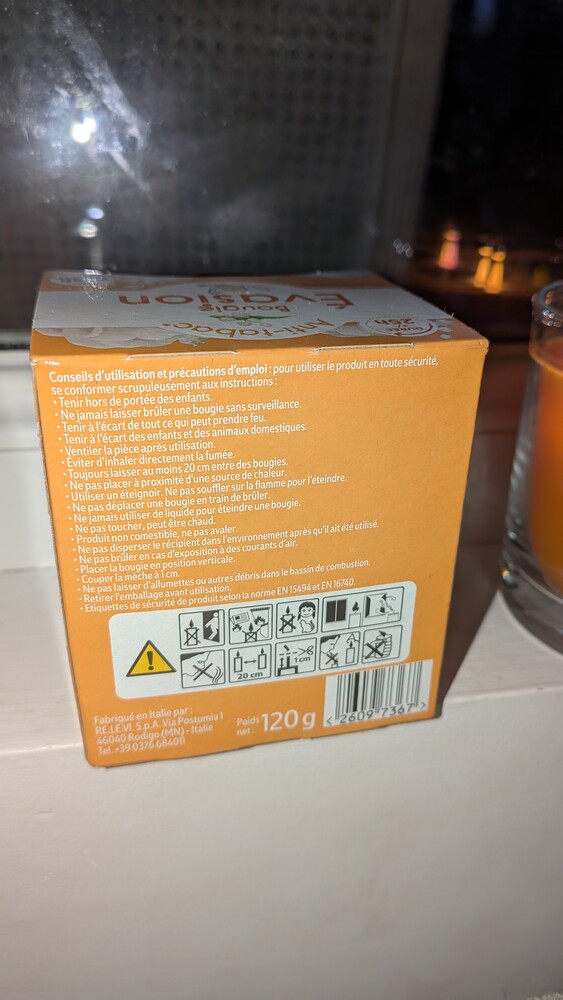 Évasion
Bougie
Anti-tabac
26h
Conseils d'utilisation et précautions d'emploi : pour utiliser le produit en toute sécurité,
se conformer scrupuleusement aux instructions :
• Tenir hors de portée des enfants.
• Ne jamais laisser brûler une bougie sans surveillance.
• Tenir à l'écart de tout ce qui peut prendre feu.
• Tenir à l'écart des enfants et des animaux domestiques.
• Ventiler la pièce après utilisation.
• Éviter d'inhaler directement la fumée.
• Toujours laisser au moins 20 cm entre des bougies.
• Ne pas placer à proximité d'une source de chaleur.
• Utiliser un éteignoir. Ne pas souffler sur la flamme pour l'éteindre.
• Ne pas déplacer une bougie en train de brûler.
• Ne jamais utiliser de liquide pour éteindre une bougie.
• Ne pas toucher, peut être chaud.
• Produit non comestible, ne pas avaler.
• Ne pas disperser le récipient dans l'environnement après qu'il ait été utilisé.
• Ne pas brûler en cas d'exposition à des courants d'air.
• Placer la bougie en position verticale.
• Couper la mèche à 1 cm.
• Ne pas laisser d'allumettes ou autres débris dans le bassin de combustion.
• Retirer l'emballage avant utilisation.
• Etiquettes de sécurité de produit selon la norme EN 15494 et EN 16740.
20 cm
1 cm
Fabriqué en Italie par :
RE.LE.VI. S.p.A. Via Postumia 1
46040 Rodigo (MN) - Italie
Tel. +39 0376 684011
Poids net : 120 g
< 2609 7367 >